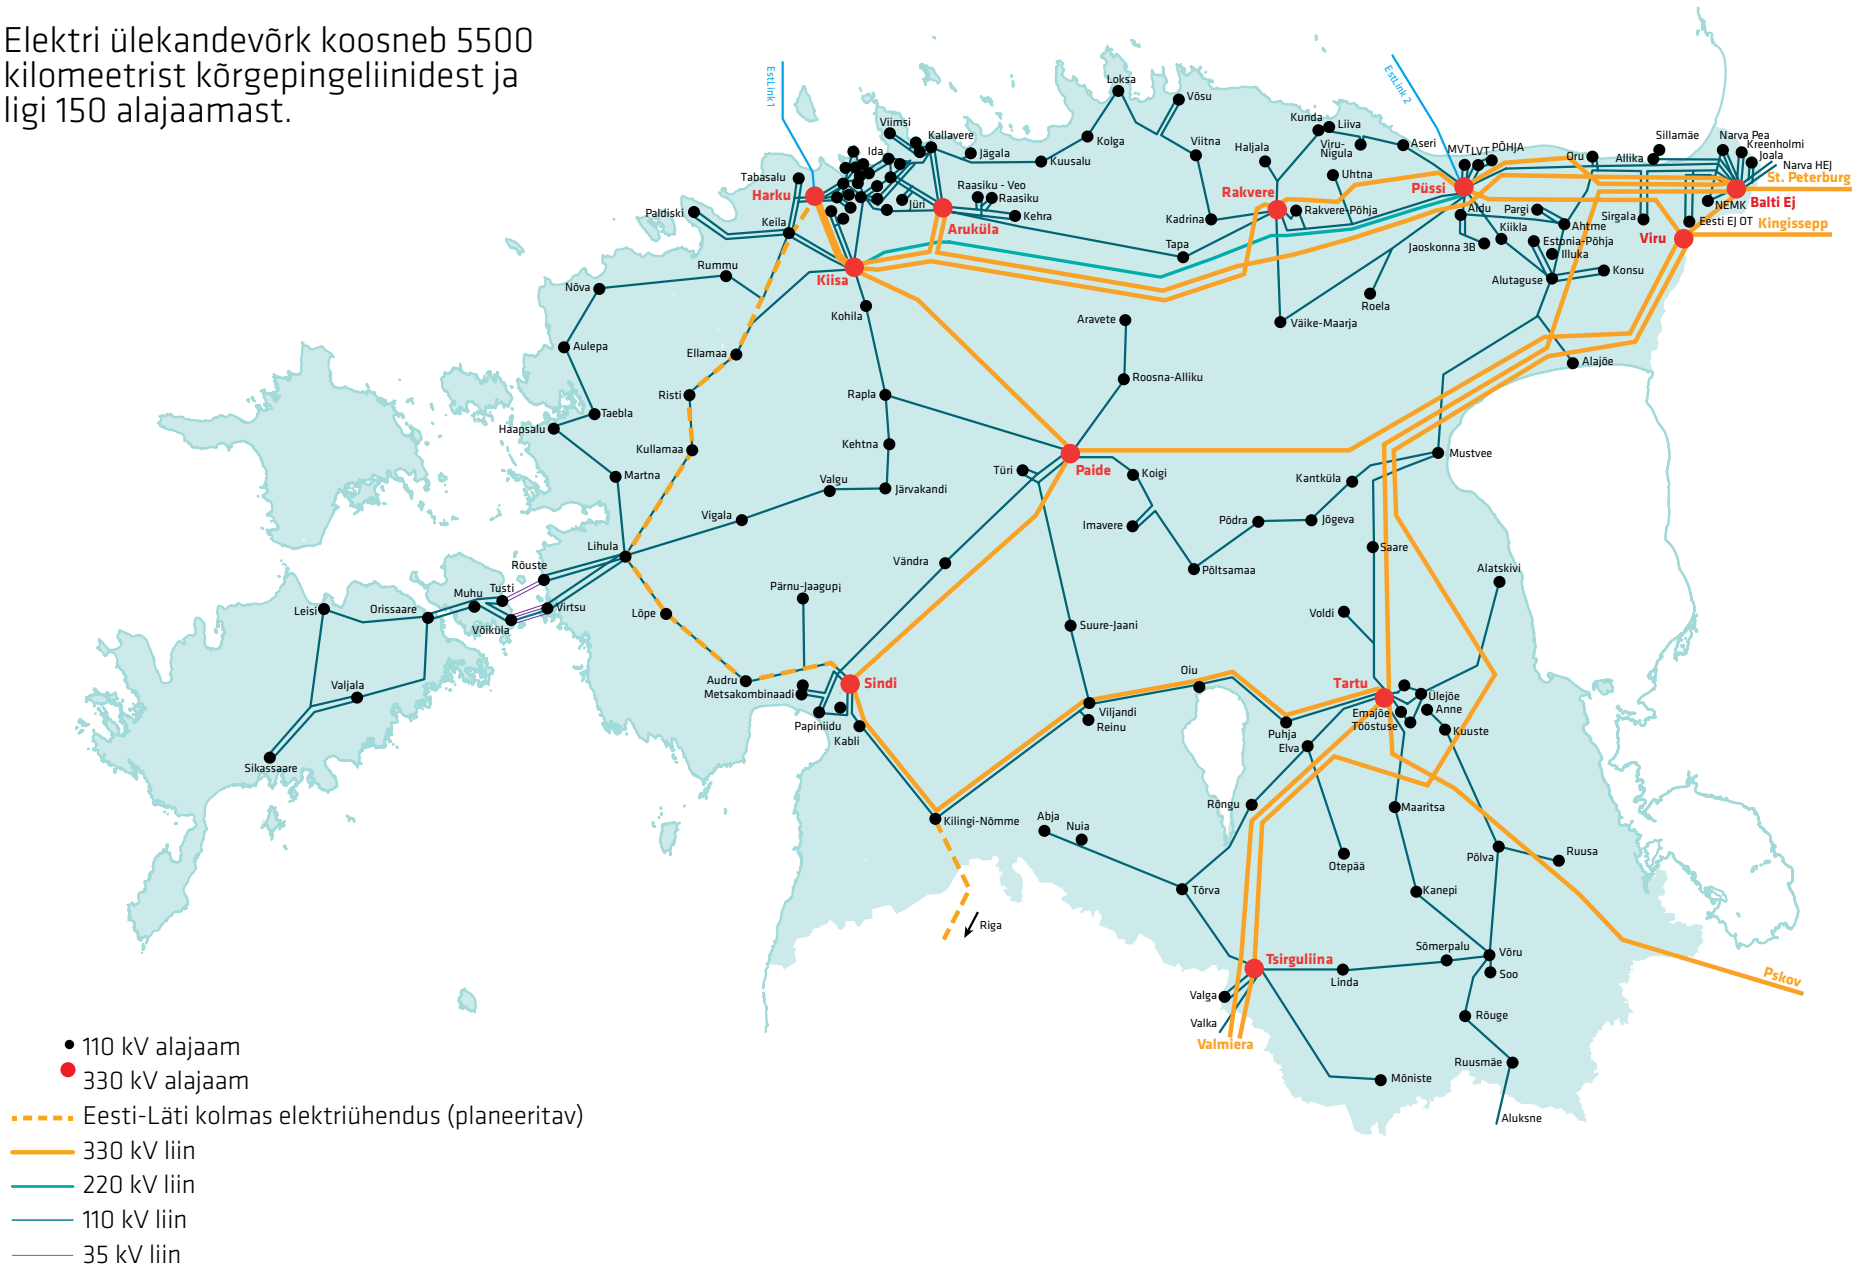 Elektri ülekandevõrk koosneb 5500
kilomeetrist kõrgepingeliinidest ja
ligi 150 alajaamast.
EstLink1
EstLink 2
Loksa
Võsu
Viimsi
Kallavere
Ida
Jägala
Kuusalu
Kolga
Viitna
Kunda
Liiva
Viru-
Nigula
Aseri
Haljala
Uhtna
MVT
LVT
PÕHJA
Oru
Allika
Sillamäe
Narva Pea
Kreenholmi
Joala
Narva HEJ
St. Peterburg
Tabasalu
Harku
Raasiku - Veo
Raasiku
Jüri
Kehra
Aruküla
Rakvere
Püssi
NEMK
Balti Ej
Paldiski
Keila
Kadrina
Rakvere-Põhja
Aidu
Pargi
Ahtme
Sirgala
Eesti EJ OT
Kingissepp
Viru
Kiikla
Estonia-Põhja
Jaoskonna 3B
Illuka
Tapa
Rummu
Kiisa
Konsu
Alutaguse
Nõva
Kohila
Aravete
Väike-Maarja
Roela
Aulepa
Ellamaa
Alajõe
Risti
Rapla
Roosna-Alliku
Taebla
Haapsalu
Kullamaa
Kehtna
Mustvee
Martna
Valgu
Järvakandi
Türi
Paide
Koigi
Kantküla
Vigala
Imavere
Põdra
Jõgeva
Lihula
Rõuste
Vändra
Saare
Põltsamaa
Alatskivi
Muhu
Tusti
Leisi
Orissaare
Virtsu
Võiküla
Lõpe
Pärnu-Jaagupi
Voldi
Suure-Jaani
Valjala
Audru
Metsakombinaadi
Sindi
Oiu
Tartu
Ülejõe
Emajõe
Anne
Tööstuse
Kuuste
Papiniidu
Kabli
Viljandi
Reinu
Puhja
Elva
Sikassaare
Rõngu
Maaritsa
Kilingi-Nõmme
Abja
Nuia
Otepää
Põlva
Ruusa
Tõrva
Kanepi
Riga
Tsirguliina
Sõmerpalu
Võru
Linda
Soo
Pskov
Valga
Valka
Rõuge
Valmiera
Ruusmäe
Mõniste
Aluksne
110 kV alajaam
330 kV alajaam
Eesti-Läti kolmas elektriühendus (planeeritav)
330 kV liin
220 kV liin
110 kV liin
35 kV liin